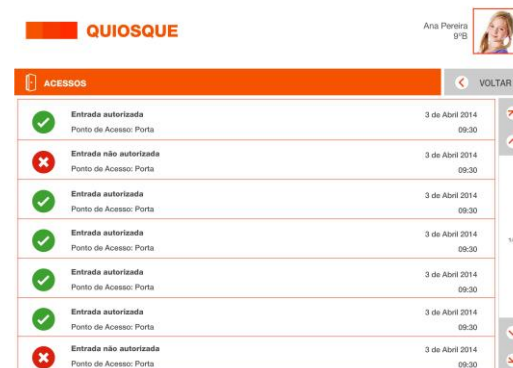 QUIOSQUE
Ana Pereira
9ºB
ACESSOS
VOLTAR
Entrada autorizada
3 de Abril 2014
Ponto de Acesso: Porta
09:30
Entrada não autorizada
3 de Abril 2014
Ponto de Acesso: Porta
09:30
Entrada autorizada
3 de Abril 2014
Ponto de Acesso: Porta
09:30
Entrada autorizada
3 de Abril 2014
Ponto de Acesso: Porta
09:30
Entrada autorizada
3 de Abril 2014
Ponto de Acesso: Porta
09:30
Entrada autorizada
3 de Abril 2014
Ponto de Acesso: Porta
09:30
Entrada não autorizada
3 de Abril 2014
Ponto de Acesso: Porta
09:30